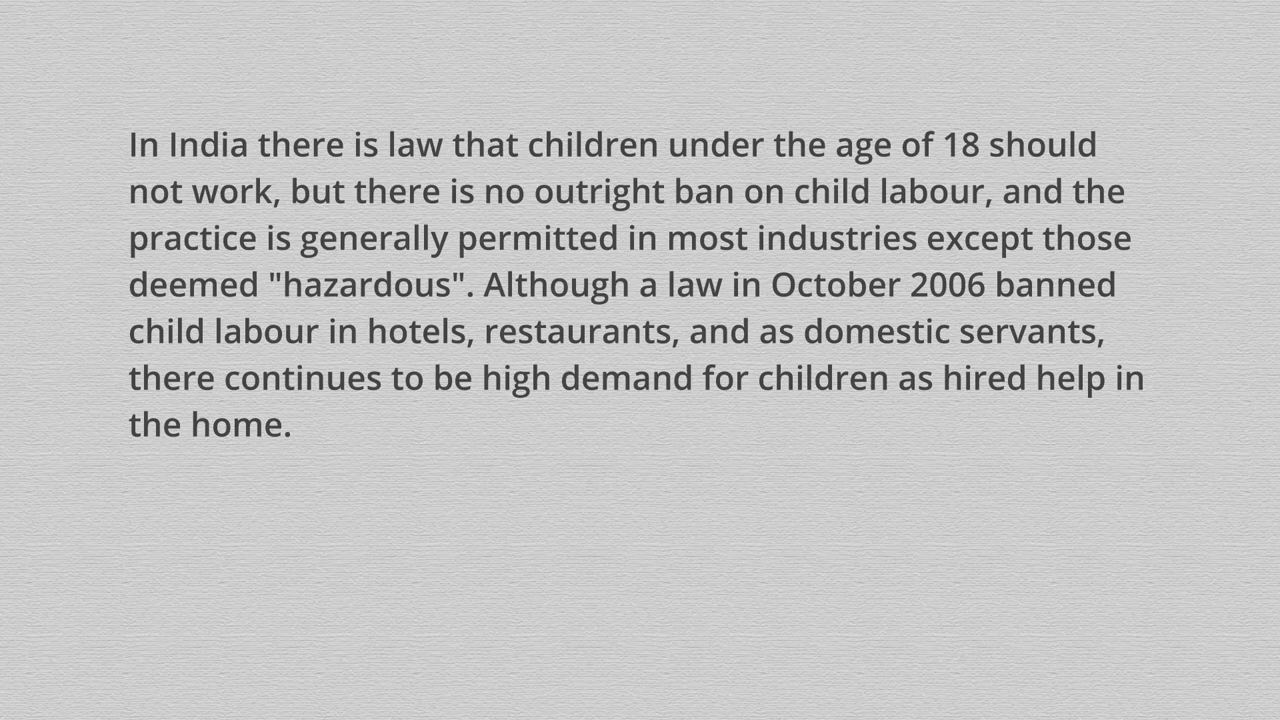 In India there is law that children under the age of 18 should
not work, but there is no outright ban on child labour, and the
practice is generally permitted in most industries except those
deemed "hazardous". Although a law in October 2006 banned
child labour in hotels, restaurants, and as domestic servants,
there continues to be high demand for children as hired help in
the home.